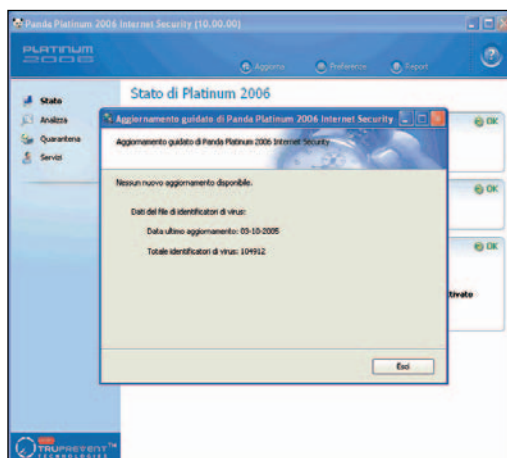 Panda Platinum 2006 Internet Security (10.00.00)
PLATINUM
2006
Aggiorna
Preferenze
Report
?
Stato
Analizza
Quarantena
Servizi
Stato di Platinum 2006
OK
OK
OK
tivato
Aggiornamento guidato di Panda Platinum 2006 Internet Security
Aggiornamento guidato di Panda Platinum 2006 Internet Security
Nessun nuovo aggiornamento disponibile.
Dati del file di identificatori di virus:
Data ultimo aggiornamento: 03-10-2005
Totale identificatori di virus: 104912
Esci
TRUPREVENT™
TECHNOLOGIES